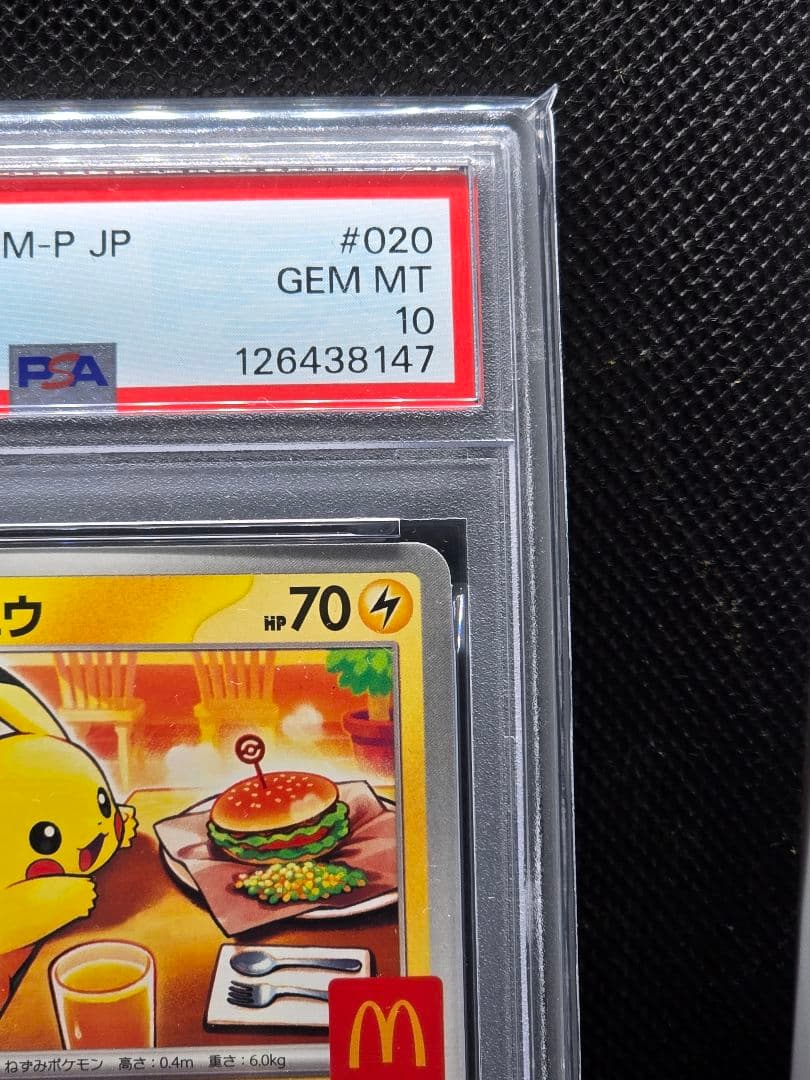 M-P JP #020
GEM MT
10
PSA 126438147
ュウ HP70
ねずみポケモン 高さ:0.4m 重さ:6.0kg